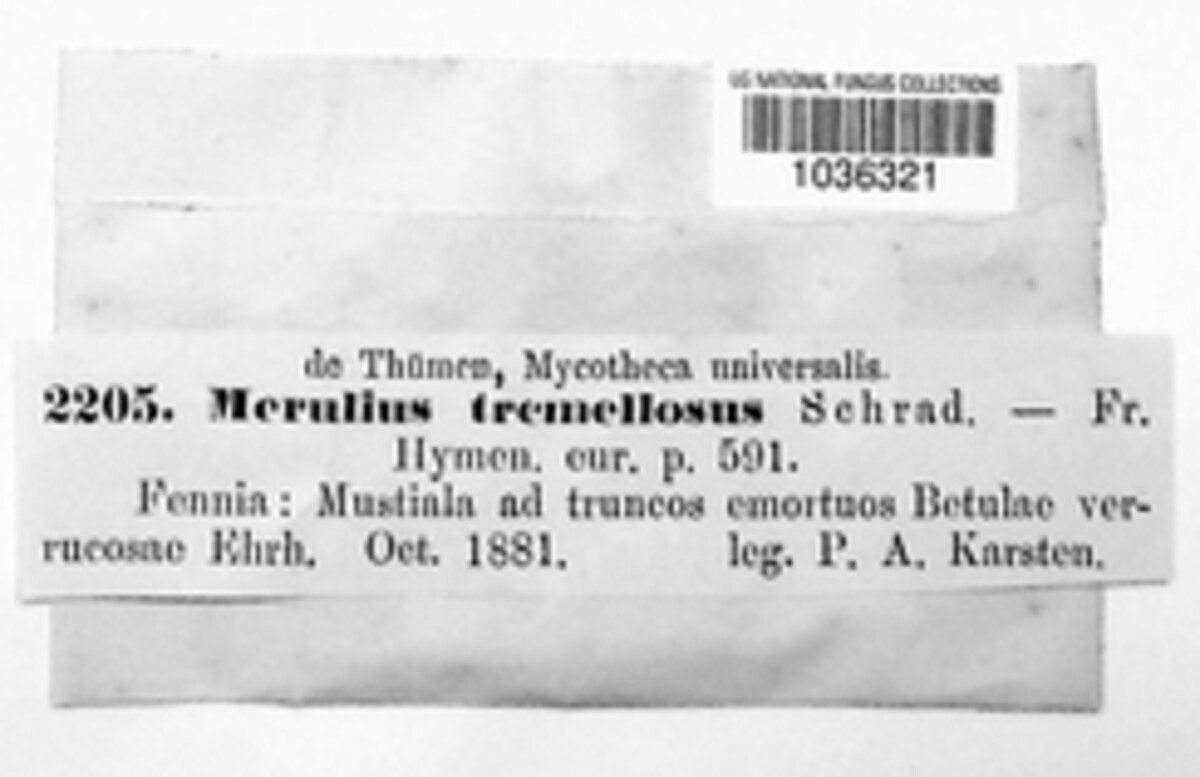 US NATIONAL FUNGUS COLLECTIONS
1036321
de Thümen, Mycotheca universalis.
2205. Merulius tremellosus Schrad. — Fr.
Hymen. eur. p. 591.
Fennia: Mustiala ad truncos emortuos Betulae ver-
rucosae Ehrh. Oct. 1881. leg. P. A. Karsten.